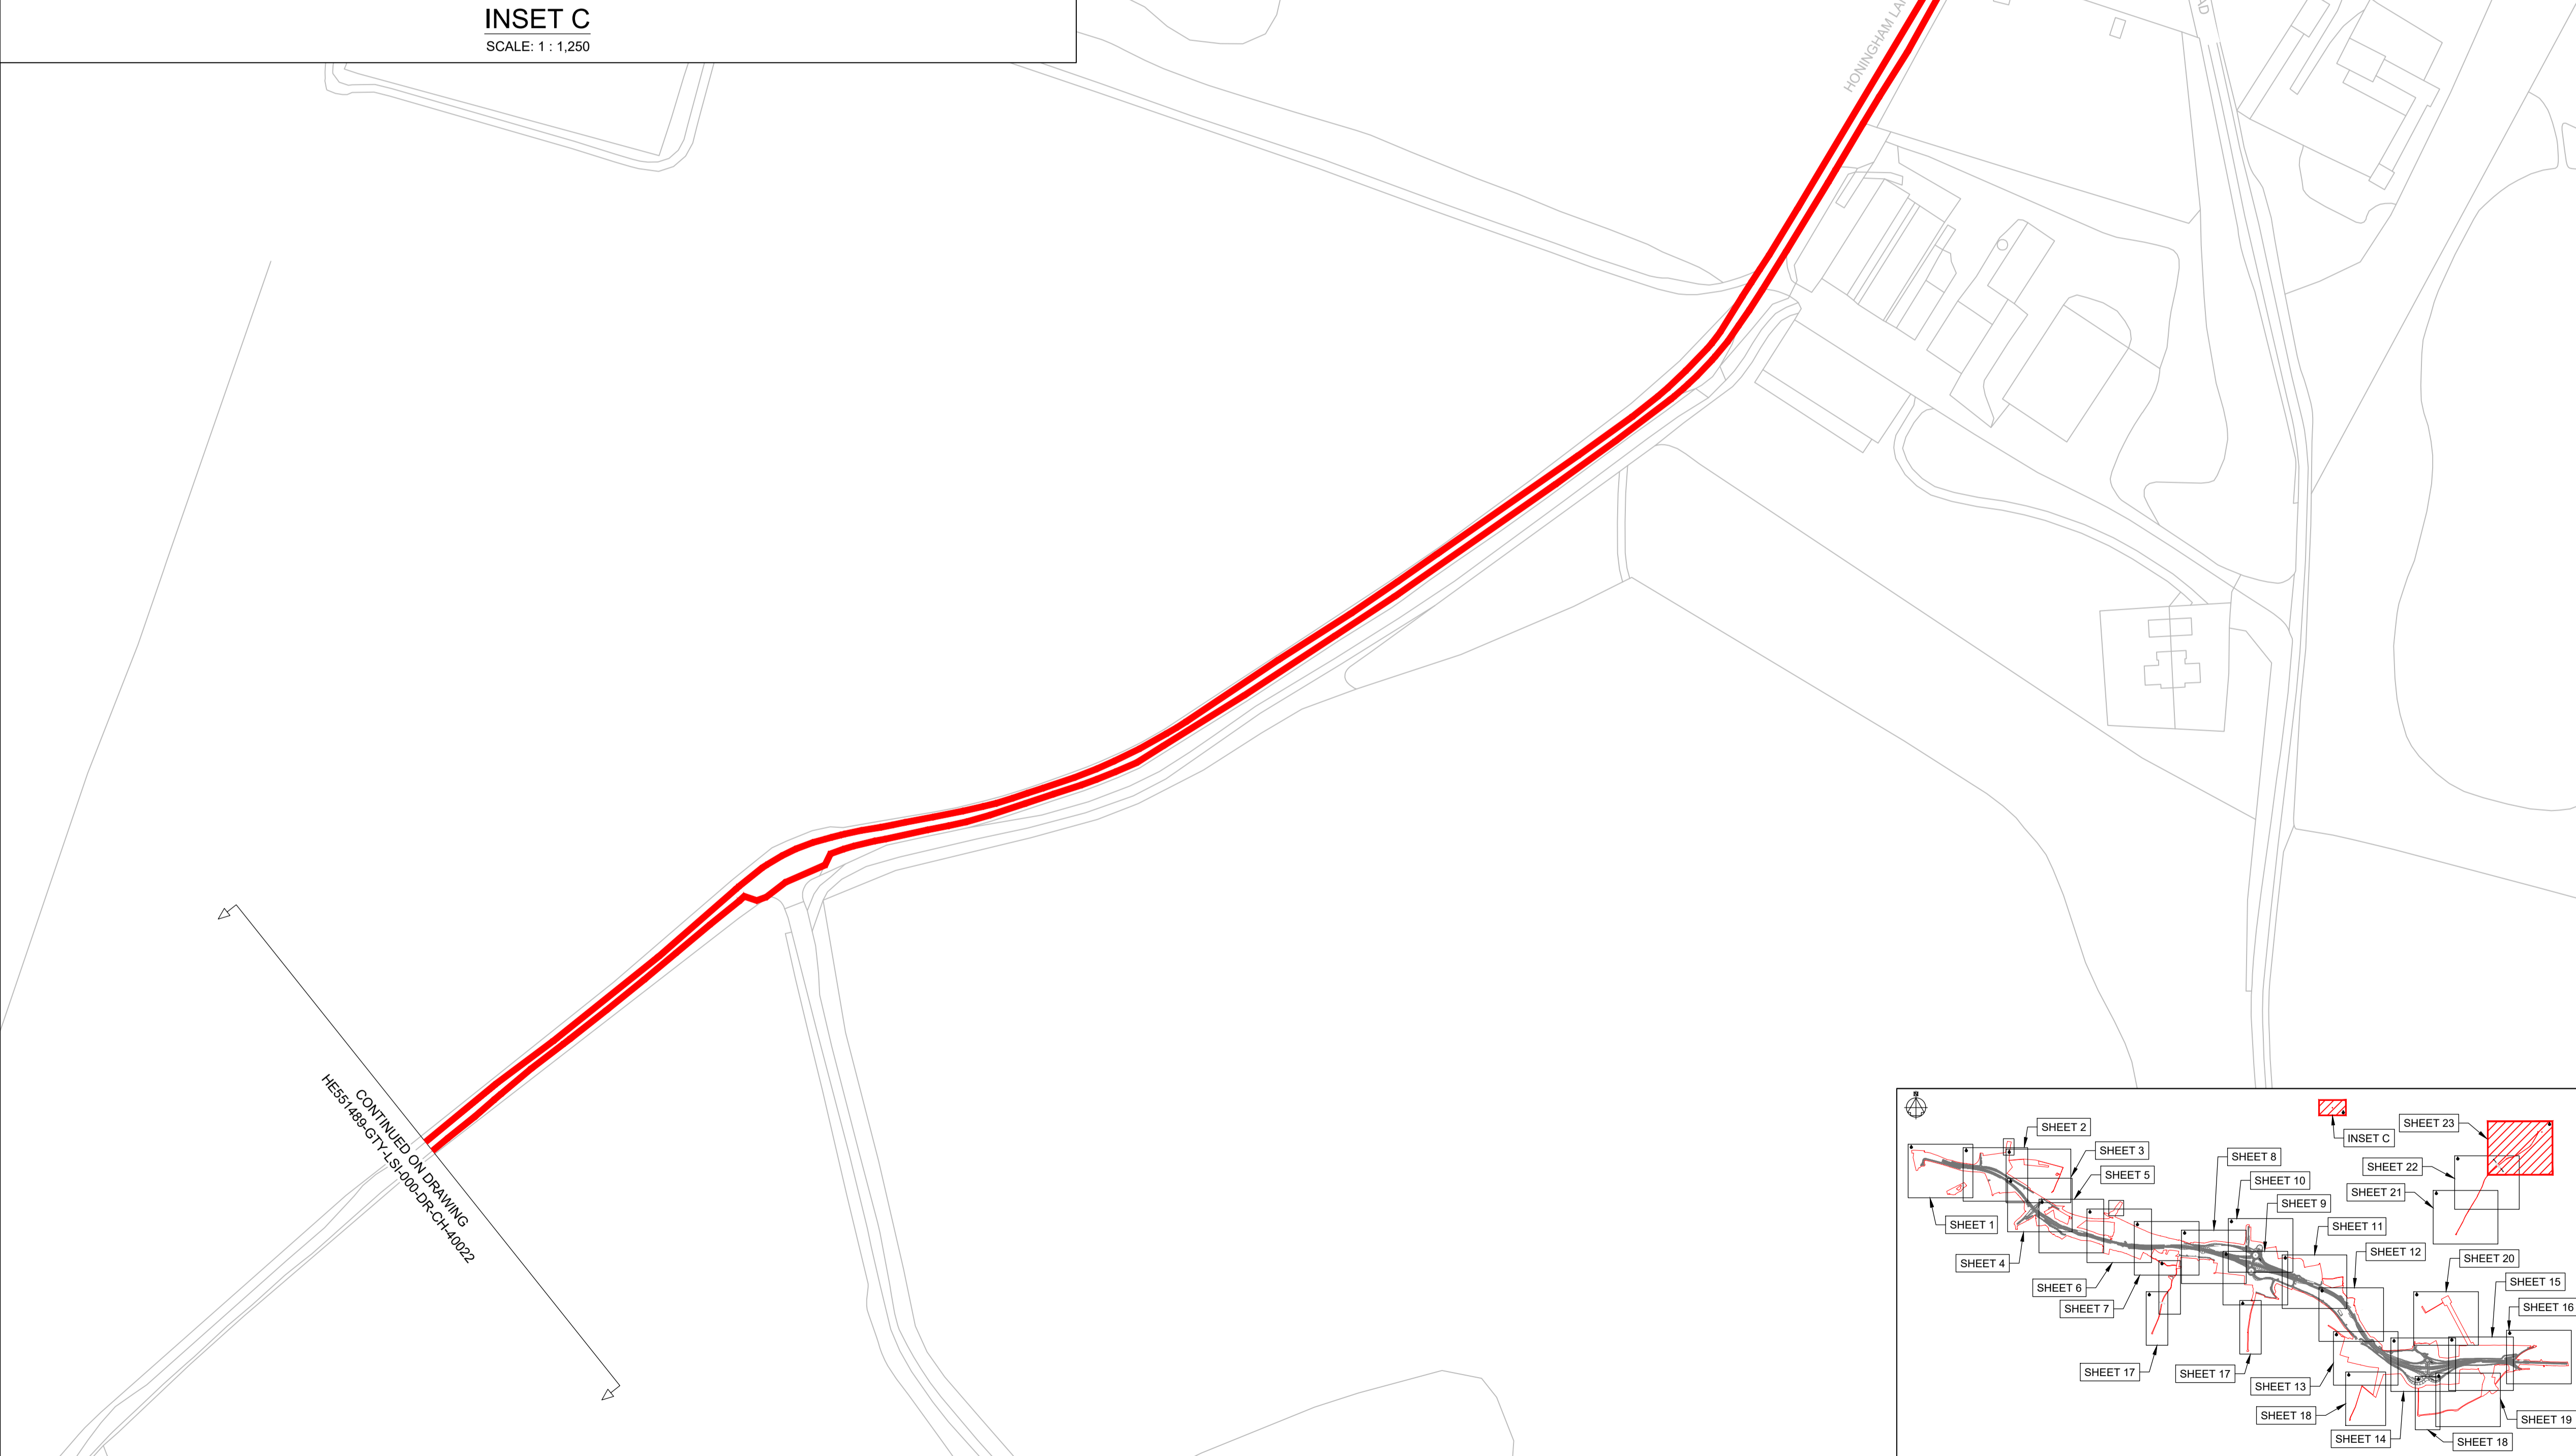 INSET C
SCALE: 1 : 1,250
HONINGHAM
CONTINUED ON DRAWING
HE551489-GTY-LSI-000-DR-CH-40022
N
SHEET 2
SHEET 3
SHEET 5
SHEET 1
SHEET 4
SHEET 6
SHEET 7
SHEET 8
SHEET 10
SHEET 9
SHEET 11
SHEET 12
INSET C
SHEET 23
SHEET 22
SHEET 21
SHEET 20
SHEET 15
SHEET 16
SHEET 17
SHEET 17
SHEET 13
SHEET 18
SHEET 14
SHEET 18
SHEET 19